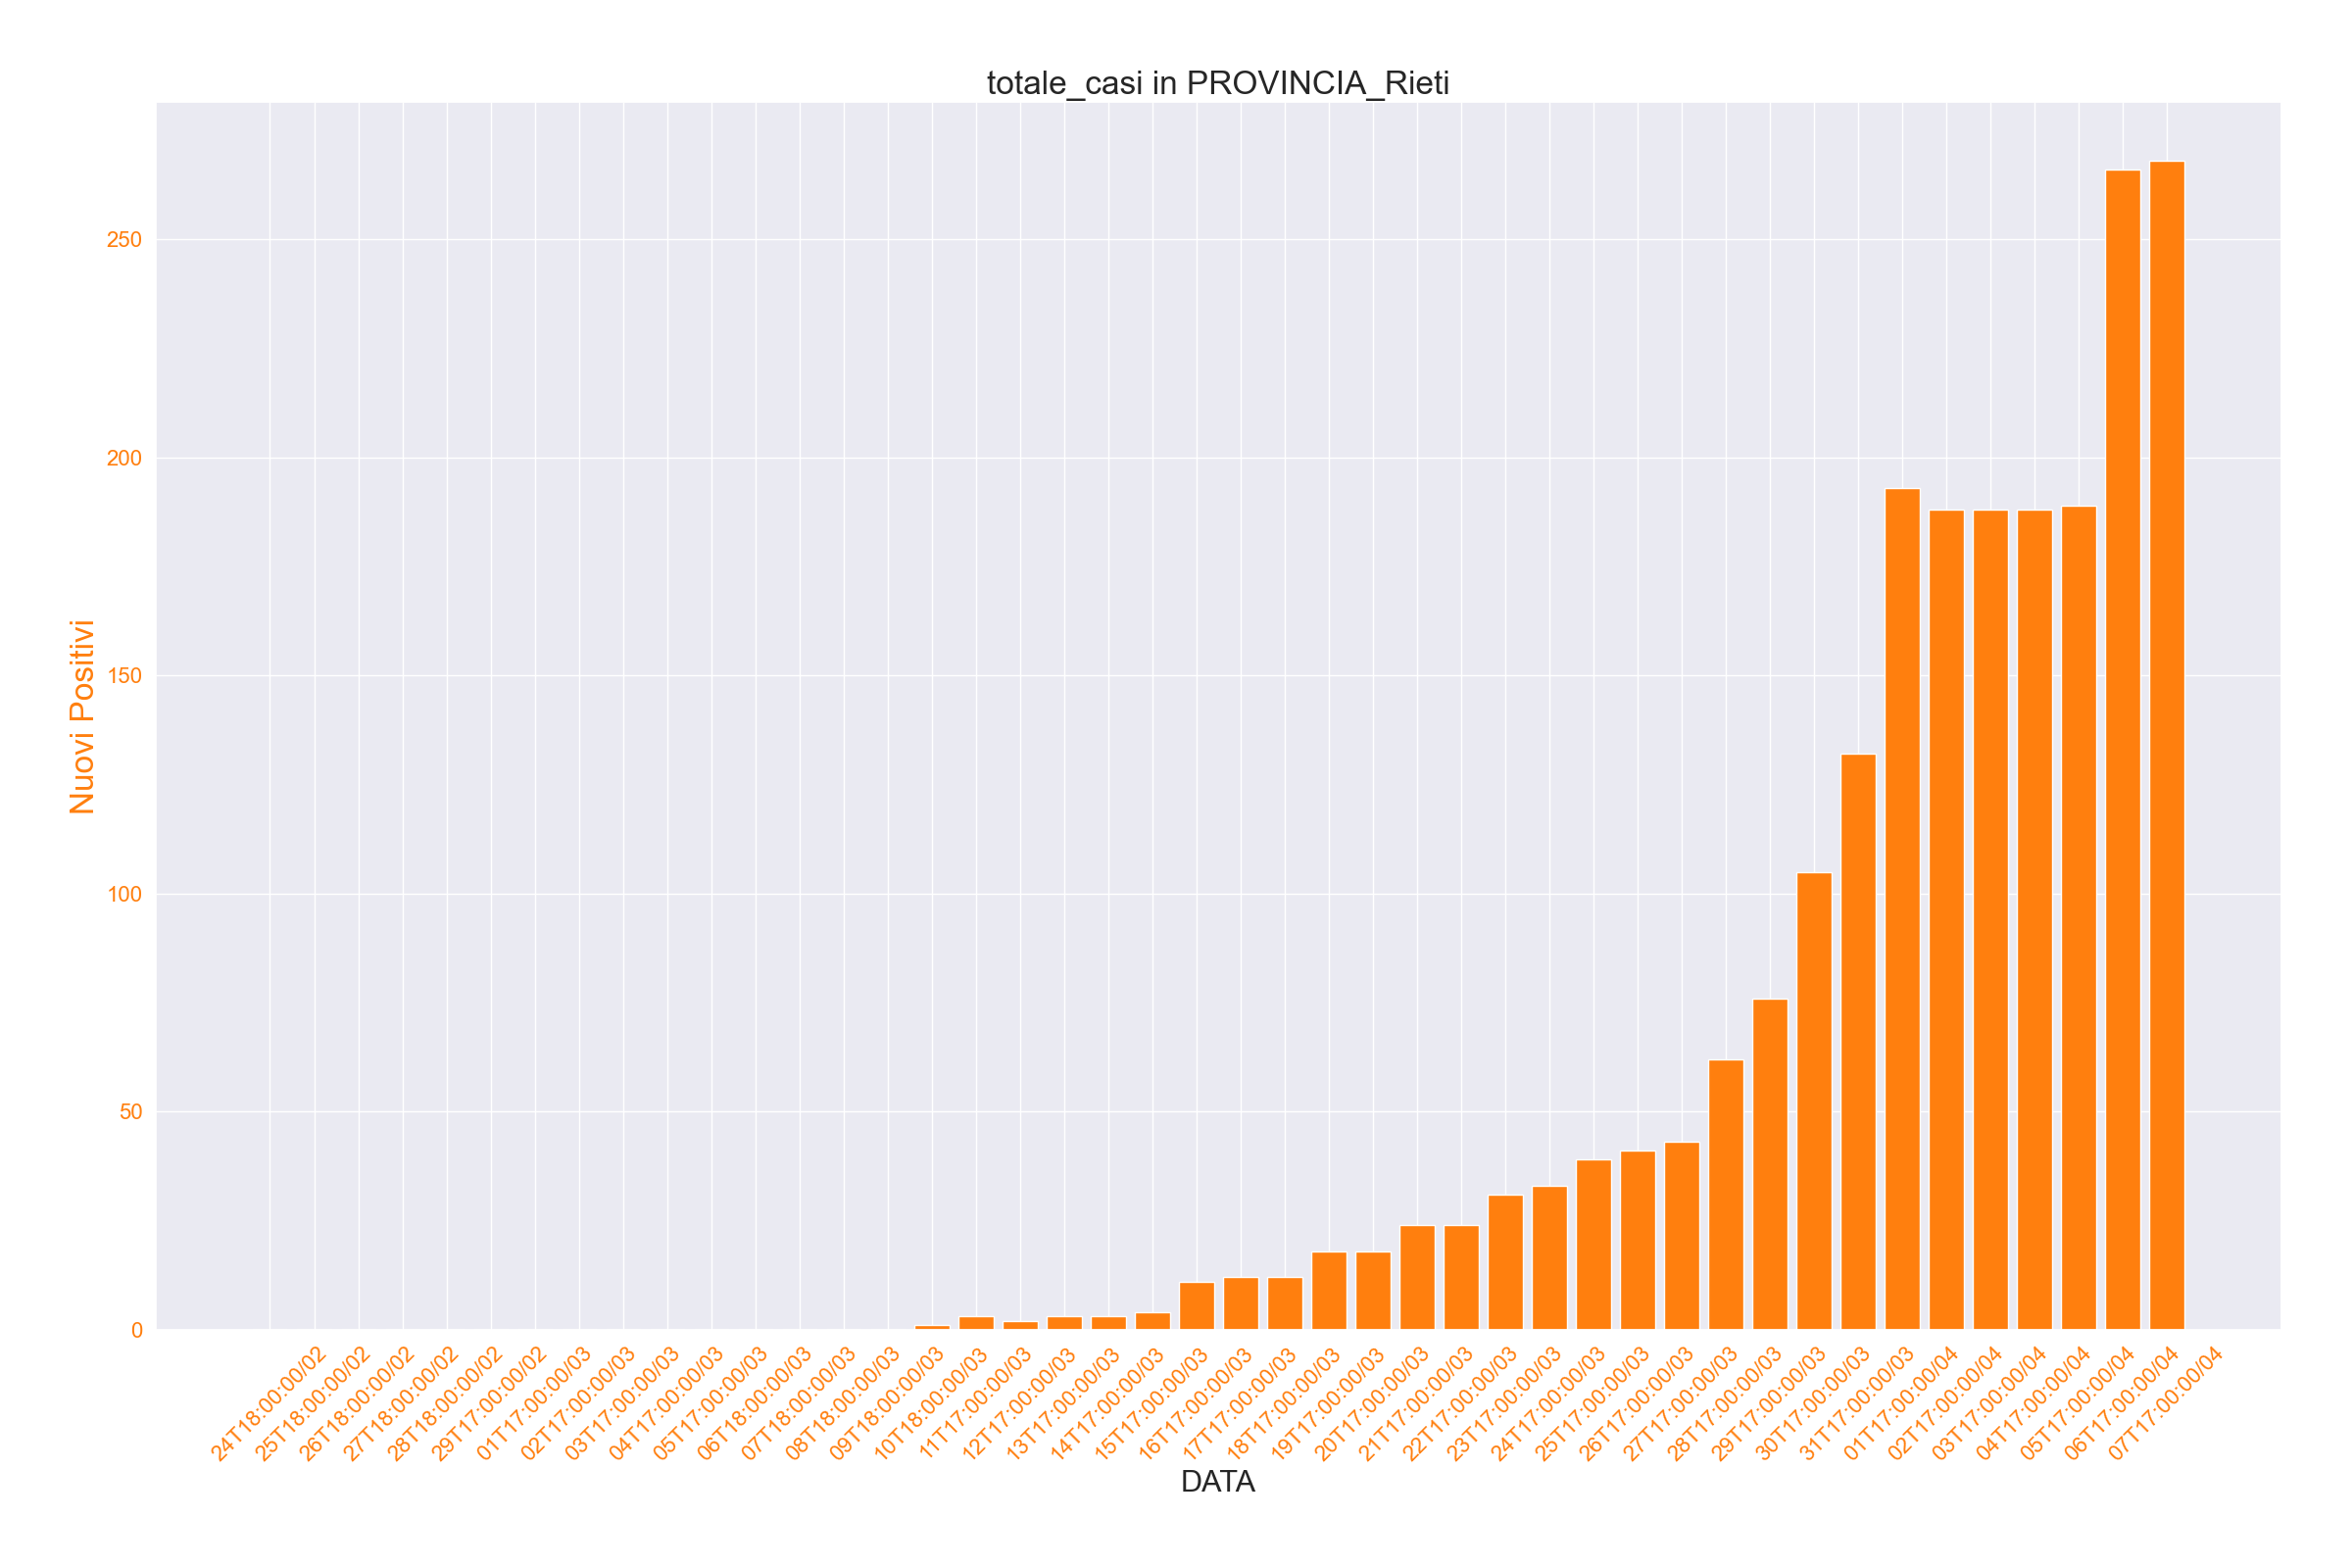 totale_casi in PROVINCIA_Rieti
Nuovi Positivi
250
200
150
100
50
0
24T18:00:00/02
25T18:00:00/02
26T18:00:00/02
27T18:00:00/02
28T18:00:00/02
29T17:00:00/02
01T17:00:00/03
02T17:00:00/03
03T17:00:00/03
04T17:00:00/03
05T17:00:00/03
06T18:00:00/03
07T18:00:00/03
08T18:00:00/03
09T18:00:00/03
10T18:00:00/03
11T17:00:00/03
12T17:00:00/03
13T17:00:00/03
14T17:00:00/03
15T17:00:00/03
16T17:00:00/03
17T17:00:00/03
18T17:00:00/03
19T17:00:00/03
20T17:00:00/03
21T17:00:00/03
22T17:00:00/03
23T17:00:00/03
24T17:00:00/03
25T17:00:00/03
26T17:00:00/03
27T17:00:00/03
28T17:00:00/03
29T17:00:00/03
30T17:00:00/03
31T17:00:00/03
01T17:00:00/04
02T17:00:00/04
03T17:00:00/04
04T17:00:00/04
05T17:00:00/04
06T17:00:00/04
07T17:00:00/04
DATA